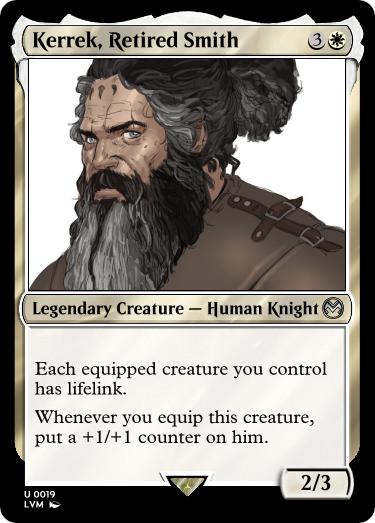 Kerrek, Retired Smith 3
Legendary Creature — Human Knight
Each equipped creature you control
has lifelink.
Whenever you equip this creature,
put a +1/+1 counter on him.
2/3
U 0019
LVM